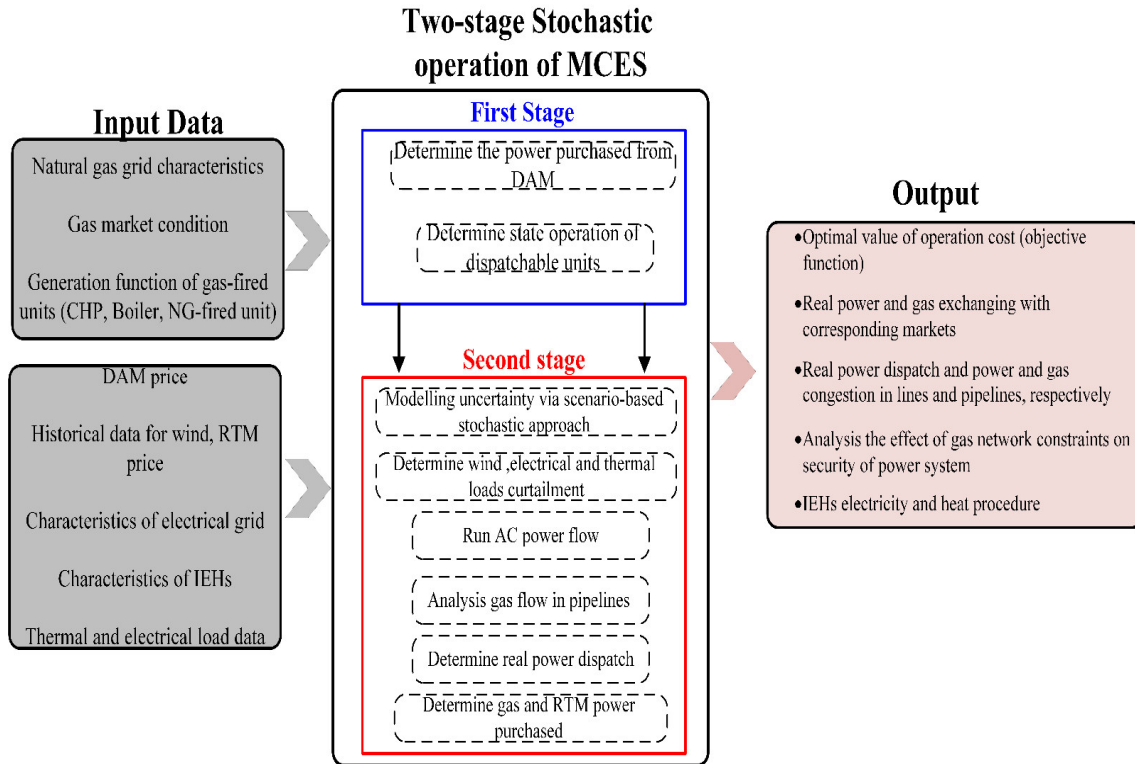 Two-stage Stochastic
operation of MCES
Input Data
Natural gas grid characteristics
Gas market condition
Generation function of gas-fired
units (CHP, Boiler, NG-fired unit)
DAM price
Historical data for wind, RTM
price
Characteristics of electrical grid
Characteristics of IEHs
Thermal and electrical load data
First Stage
Determine the power purchased from
DAM
Determine state operation of
dispatchable units
Second stage
Modelling uncertainty via scenario-based
stochastic approach
Determine wind ,electrical and thermal
loads curtailment
Run AC power flow
Analysis gas flow in pipelines
Determine real power dispatch
Determine gas and RTM power
purchased
Output
•Optimal value of operation cost (objective
function)
•Real power and gas exchanging with
corresponding markets
•Real power dispatch and power and gas
congestion in lines and pipelines, respectively
•Analysis the effect of gas network constraints on
security of power system
•IEHs electricity and heat procedure